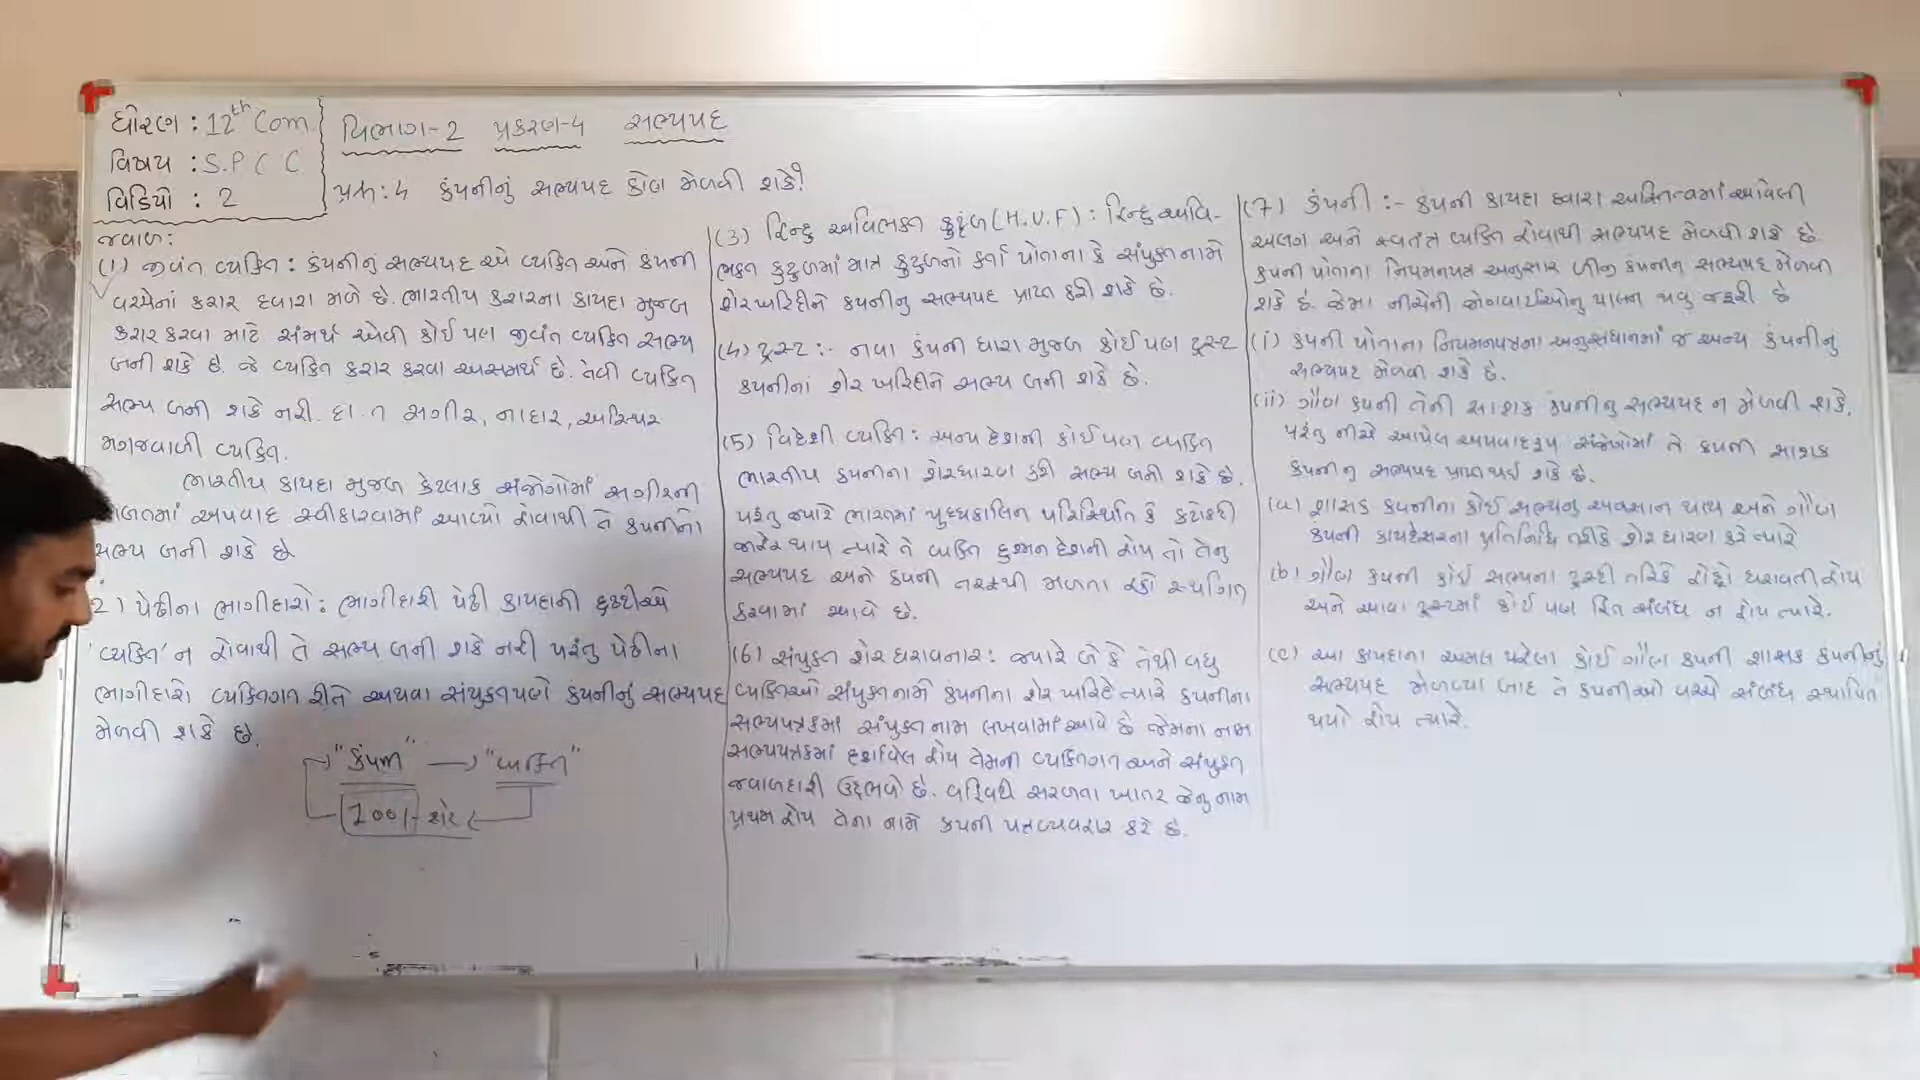 ધોરણ : 12th Com.
વિષય : S.P.C.C.
વિડિયો : 2
વિભાગ-2 પ્રકરણ-4 સભ્યપદ
પ્રશ્ન : 4 કંપનીનું સભ્યપદ કોણ મેળવી શકે?
જવાબ:
(1) જીવંત વ્યક્તિ : કંપનીનુ સભ્યપદ એ વ્યક્તિ અને કંપની
વચ્ચેનાં કરાર દ્વારા મળે છે. ભારતીય કરારના કાયદા મુજબ
કરાર કરવા માટે સંમર્થ એવી કોઈ પણ જીવંત વ્યક્તિ સભ્ય
બની શકે છે. જે વ્યક્તિ કરાર કરવા અસમર્થ છે. તેવી વ્યક્તિ
સભ્ય બની શકે નહી. દા.ત સગીર, નાદાર, અસ્થિર
મગજવાળી વ્યક્તિ.
ભારતીય કાયદા મુજબ કેટલાક સંજોગોમાં સગીરની
બાબતમાં અપવાદ સ્વીકારવામાં આવ્યો હોવાથી તે કંપનીનો
સભ્ય બની શકે છે
2) પેઢીના ભાગીદારો : ભાગીદારી પેઢી કાયદાની દ્રષ્ટીએ
'વ્યક્તિ' ન હોવાથી તે સભ્ય બની શકે નહી પરંતુ પેઢીના
ભાગીદારો વ્યક્તિગત રીતે અથવા સંયુક્તપણે કંપનીનું સભ્યપદ
મેળવી શકે છે.
"કંપની" → "વ્યક્તિ"
100/- શેર
(3) હિન્દુ અવિભક્ત કુટુંબ (H.U.F) : હિન્દુ અવિ-
ભક્ત કુટુંબમાં માત્ર કુટુંબનો કર્તા પોતાના કે સંયુક્ત નામે
શેર ખરિદીને કંપનીનુ સભ્યપદ પ્રાપ્ત કરી શકે છે.
(4) ટ્રસ્ટ :- નવા કંપની ધારા મુજબ કોઈ પણ ટ્રસ્ટ
કંપનીનાં શેર ખરિદીને સભ્ય બની શકે છે.
(5) વિદેશી વ્યક્તિ : અન્ય દેશની કોઈ પણ વ્યક્તિ
ભારતીય કંપનીના શેરધારણ કરી સભ્ય બની શકે છે.
પરંતુ જ્યારે ભારતમાં યુધ્ધકાલિન પરિસ્થિતિ કે કટોકટી
જાહેર થાય ત્યારે તે વ્યક્તિ દુશ્મન દેશની હોય તો તેનુ
સભ્યપદ અને કંપની તરફથી મળતા હકો સ્થગિત
કરવામાં આવે છે.
(6) સંયુક્ત શેર ધરાવનાર : જ્યારે બે કે તેથી વધુ
વ્યક્તિઓ સંયુક્ત નામે કંપનીના શેર ખરિદે ત્યારે કંપનીના
સભ્યપત્રકમાં સંયુક્ત નામ લખવામાં આવે છે જેમના નામ
સભ્યપત્રકમાં દર્શાવેલ હોય તેમની વ્યક્તિગત અને સંયુક્ત
જવાબદારી ઉદ્દભવે છે. વહિવટી સરળતા ખાતર જેનુ નામ
પ્રથમ હોય તેના નામે કંપની પત્રવ્યવહાર કરે છે.
(7) કંપની :- કંપની કાયદા દ્વારા અસ્તિત્વમાં આવેલી
અલગ અને સ્વતંત્ર વ્યક્તિ હોવાથી સભ્યપદ મેળવી શકે છે.
કંપની પોતાના નિયમનપત્ર અનુસાર બીજી કંપનીનુ સભ્યપદ મેળવી
શકે છે. જેમા નીચેની જોગવાઈઓનુ પાલન થવુ જરૂરી છે
(i) કંપની પોતાના નિયમનપત્રના અનુસંધાનમાં જ અન્ય કંપનીનું
સભ્યપદ મેળવી શકે છે.
(ii) ગૌણ કંપની તેની શાસક કંપનીનુ સભ્યપદ ન મેળવી શકે.
પરંતુ નીચે આપેલ અપવાદરૂપ સંજોગોમાં તે કંપની શાસક
કંપનીનુ સભ્યપદ પ્રાપ્ત થઈ શકે છે.
(a) શાસક કંપનીના કોઈ સભ્યનુ અવસાન થાય અને ગૌણ
કંપની કાયદેસરના પ્રતિનિધિ તરીકે શેર ધારણ કરે ત્યારે
(b) ગૌણ કંપની કોઈ સભ્યના ટ્રસ્ટી તરિકે હોદ્દો ધરાવતી હોય
અને આવા ટ્રસ્ટમાં કોઈ પણ હિત સંબંધ ન હોય ત્યારે.
(c) આ કાયદાના અમલ પહેલા કોઈ ગૌણ કંપની શાસક કંપનીનું
સભ્યપદ મેળવ્યા બાદ તે કંપનીઓ વચ્ચે સંબંધ સ્થાપિત
થયો હોય ત્યારે.